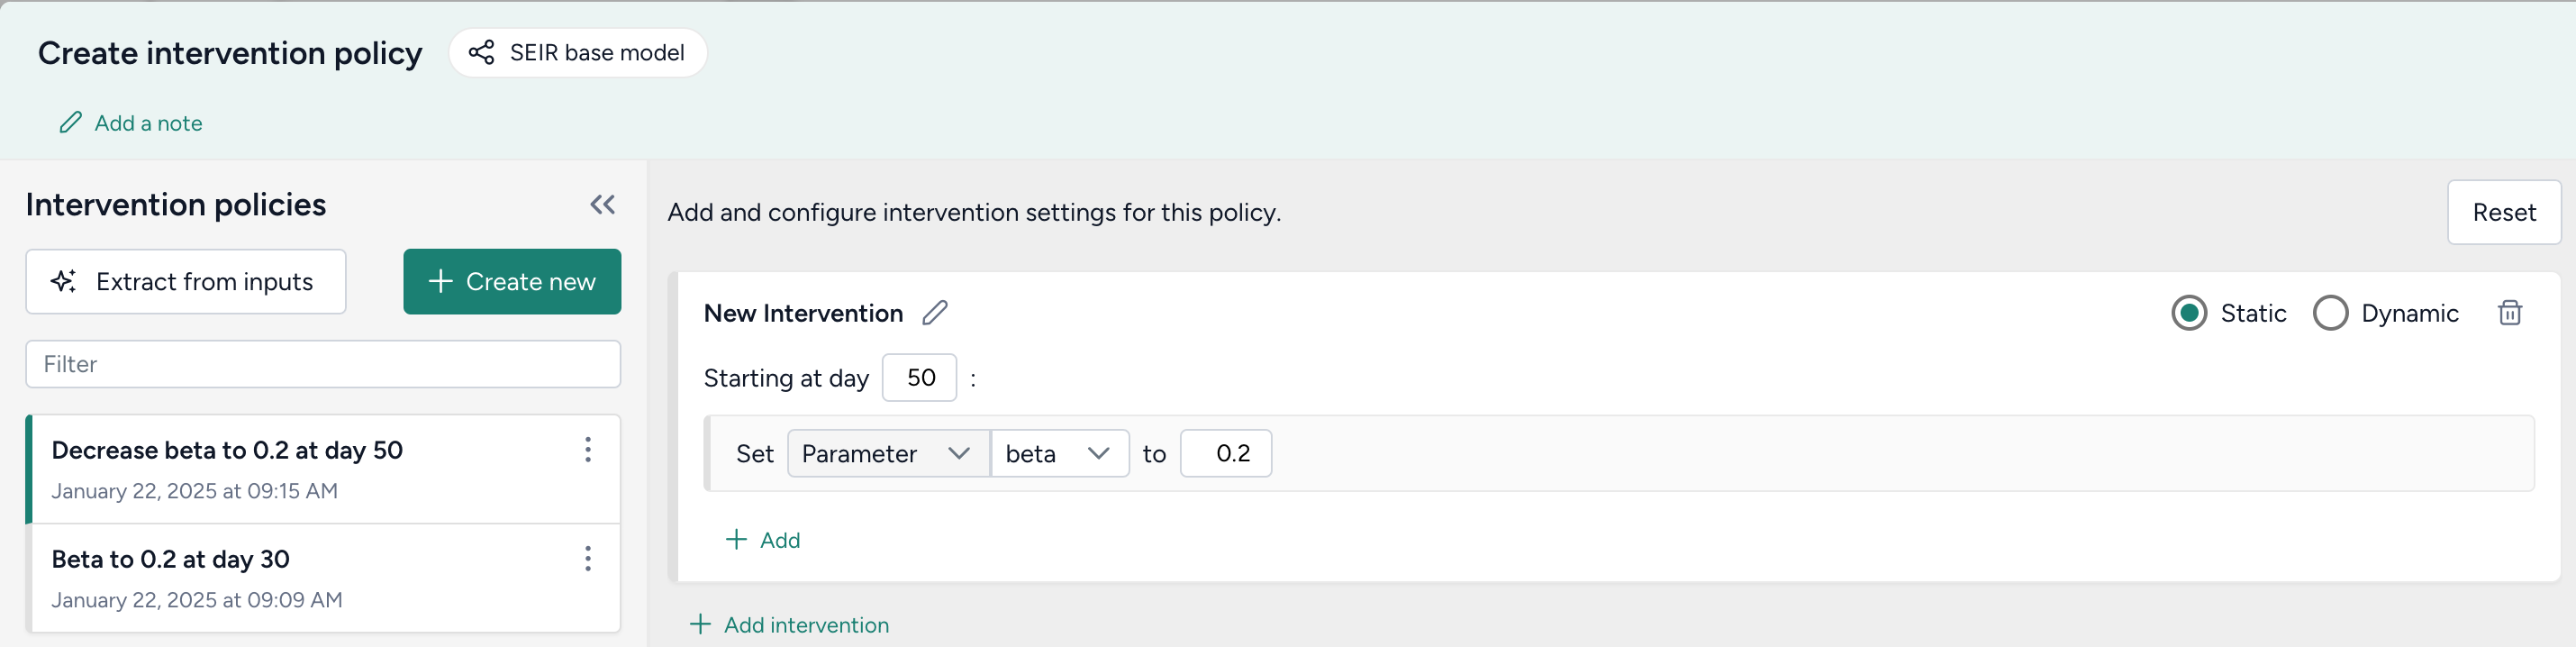 Create intervention policy
SEIR base model
Add a note
Intervention policies
Extract from inputs
Create new
Filter
Decrease beta to 0.2 at day 50
January 22, 2025 at 09:15 AM
Beta to 0.2 at day 30
January 22, 2025 at 09:09 AM
Add and configure intervention settings for this policy.
Reset
New Intervention
Static
Dynamic
Starting at day 50 :
Set Parameter beta to 0.2
Add
Add intervention